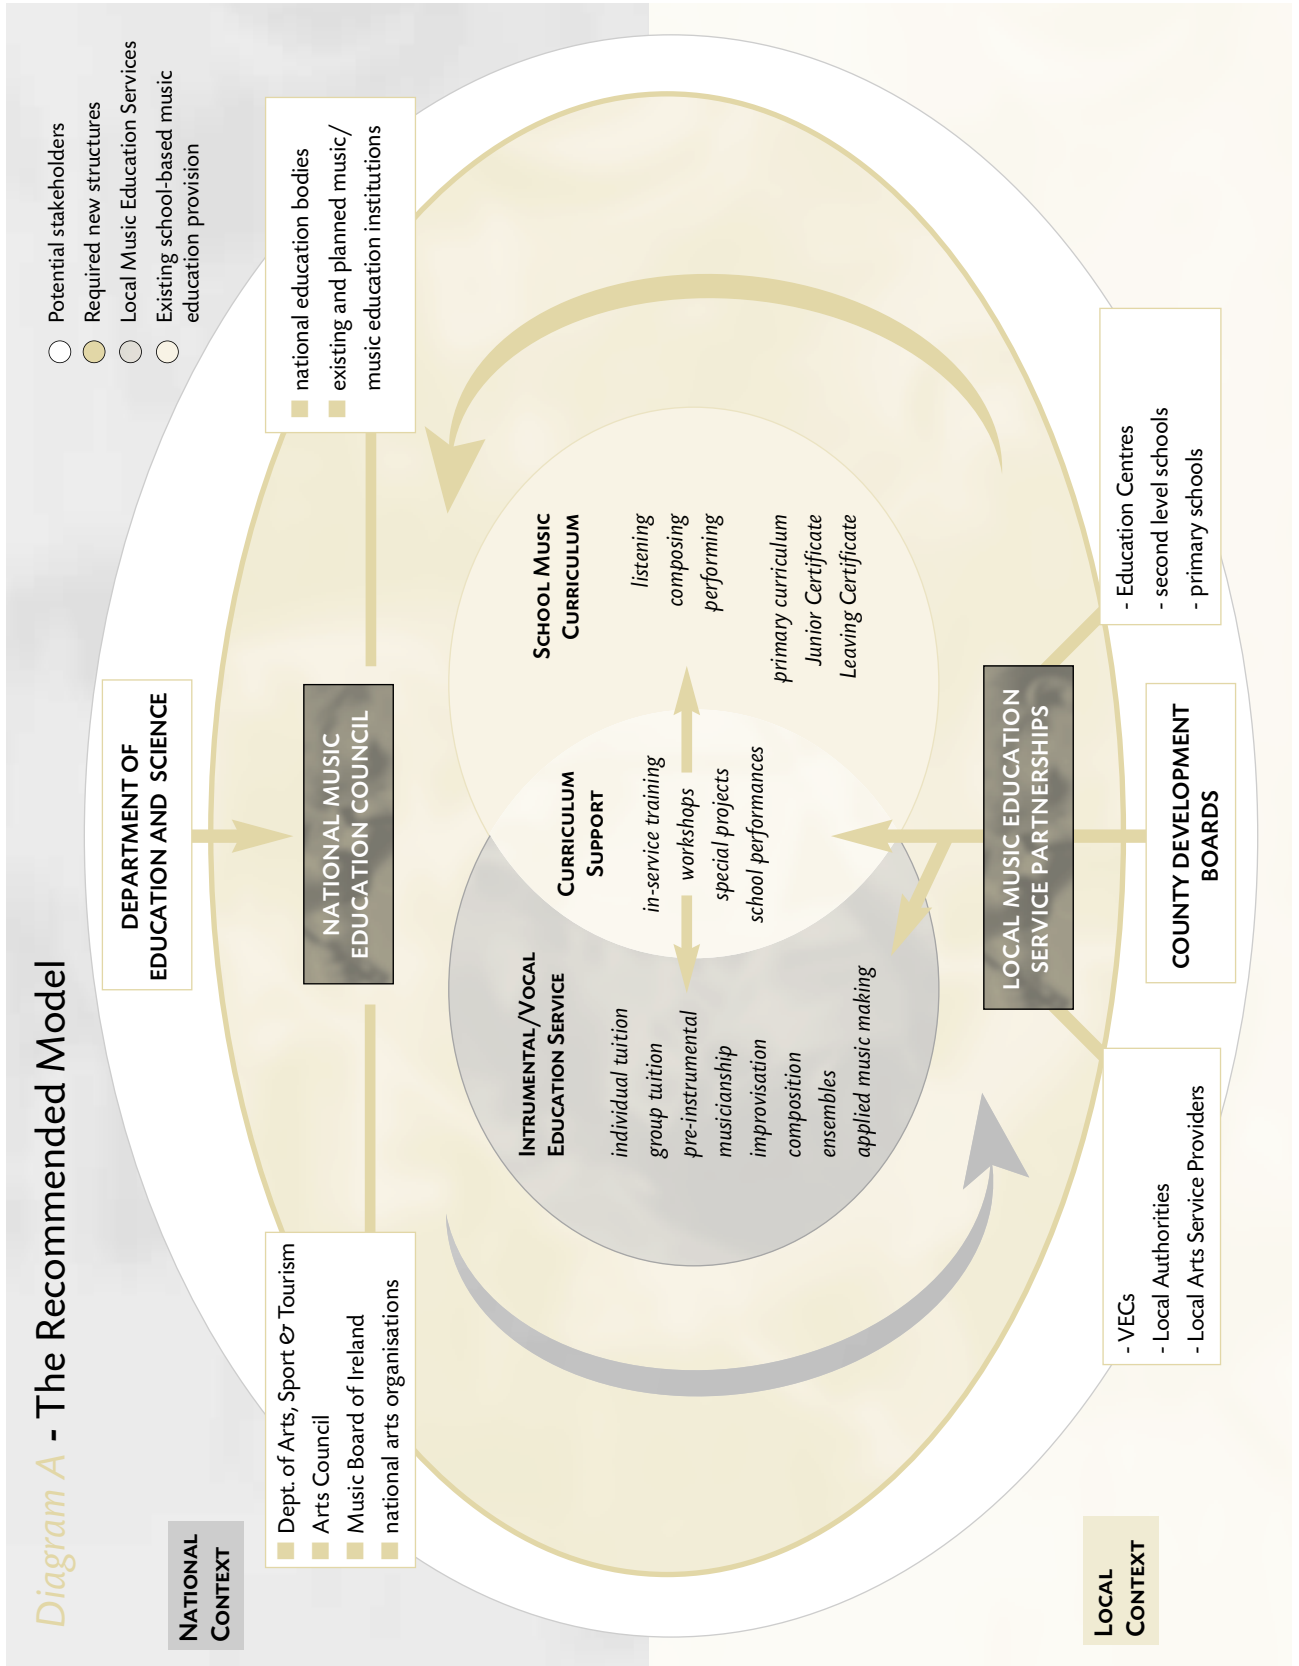 Diagram A - The Recommended Model
Potential stakeholders
Required new structures
Local Music Education Services
Existing school-based music
education provision
NATIONAL
CONTEXT
DEPARTMENT OF
EDUCATION AND SCIENCE
Dept. of Arts, Sport & Tourism
Arts Council
Music Board of Ireland
national arts organisations
NATIONAL MUSIC
EDUCATION COUNCIL
national education bodies
existing and planned music/
music education institutions
INTRUMENTAL/VOCAL
EDUCATION SERVICE
individual tuition
group tuition
pre-instrumental
musicianship
improvisation
composition
ensembles
applied music making
CURRICULUM
SUPPORT
in-service training
workshops
special projects
school performances
SCHOOL MUSIC
CURRICULUM
listening
composing
performing
primary curriculum
Junior Certificate
Leaving Certificate
LOCAL MUSIC EDUCATION
SERVICE PARTNERSHIPS
LOCAL
CONTEXT
- VECs
- Local Authorities
- Local Arts Service Providers
COUNTY DEVELOPMENT
BOARDS
- Education Centres
- second level schools
- primary schools